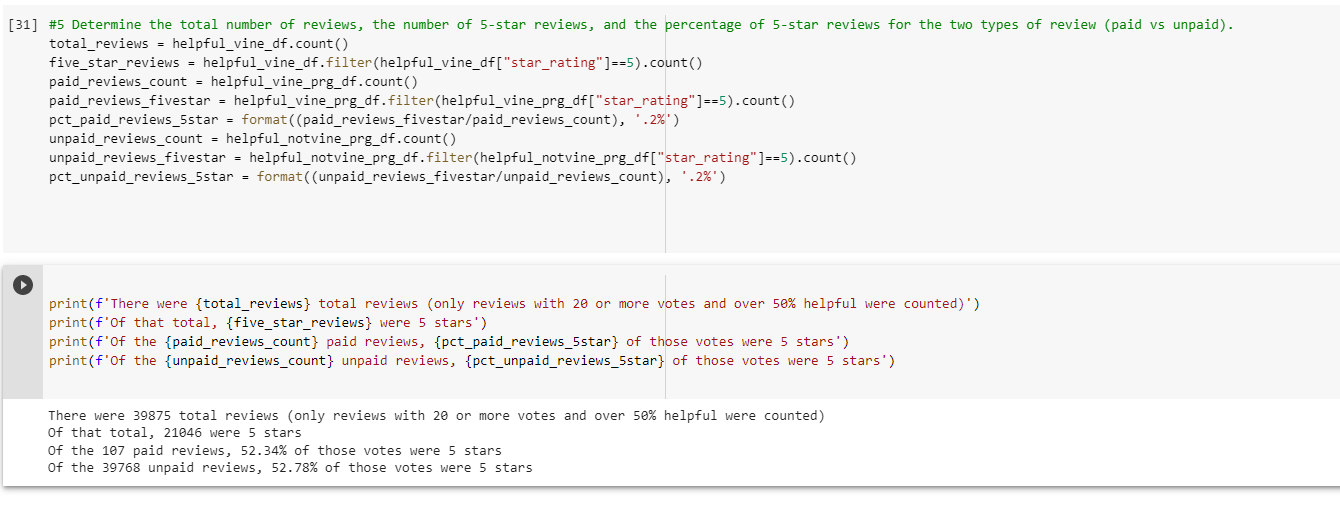 [31] #5 Determine the total number of reviews, the number of 5-star reviews, and the percentage of 5-star reviews for the two types of review (paid vs unpaid).
total_reviews = helpful_vine_df.count()
five_star_reviews = helpful_vine_df.filter(helpful_vine_df["star_rating"]==5).count()
paid_reviews_count = helpful_vine_prg_df.count()
paid_reviews_fivestar = helpful_vine_prg_df.filter(helpful_vine_prg_df["star_rating"]==5).count()
pct_paid_reviews_5star = format((paid_reviews_fivestar/paid_reviews_count), '.2%')
unpaid_reviews_count = helpful_notvine_prg_df.count()
unpaid_reviews_fivestar = helpful_notvine_prg_df.filter(helpful_notvine_prg_df["star_rating"]==5).count()
pct_unpaid_reviews_5star = format((unpaid_reviews_fivestar/unpaid_reviews_count), '.2%')
print(f'There were {total_reviews} total reviews (only reviews with 20 or more votes and over 50% helpful were counted)')
print(f'Of that total, {five_star_reviews} were 5 stars')
print(f'Of the {paid_reviews_count} paid reviews, {pct_paid_reviews_5star} of those votes were 5 stars')
print(f'Of the {unpaid_reviews_count} unpaid reviews, {pct_unpaid_reviews_5star} of those votes were 5 stars')
There were 39875 total reviews (only reviews with 20 or more votes and over 50% helpful were counted)
Of that total, 21046 were 5 stars
Of the 107 paid reviews, 52.34% of those votes were 5 stars
Of the 39768 unpaid reviews, 52.78% of those votes were 5 stars